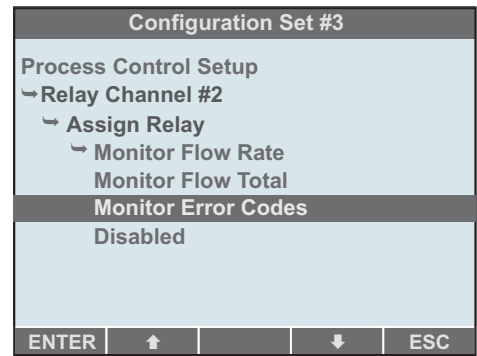 Configuration Set #3
Process Control Setup
➥Relay Channel #2
➥ Assign Relay
➥ Monitor Flow Rate
Monitor Flow Total
Monitor Error Codes
Disabled
ENTER ⬆ ⬇ ESC